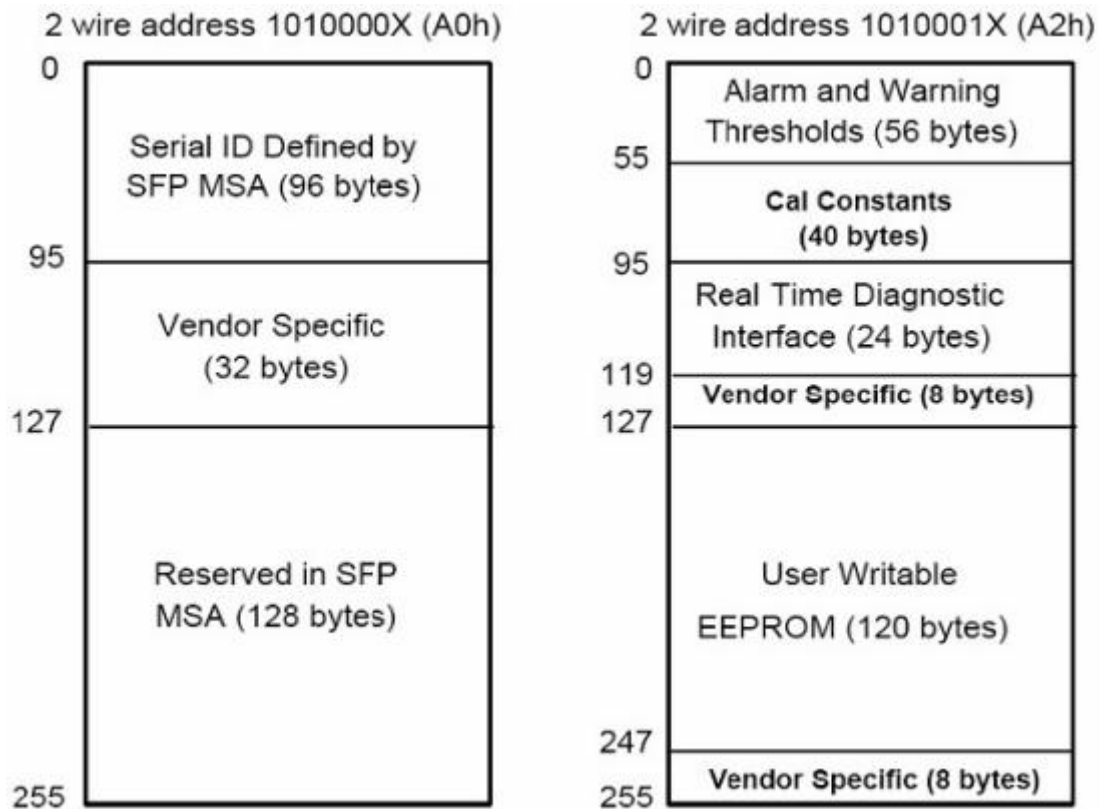 2 wire address 1010000X (A0h)
0
Serial ID Defined by
SFP MSA (96 bytes)
95
Vendor Specific
(32 bytes)
127
Reserved in SFP
MSA (128 bytes)
255
2 wire address 1010001X (A2h)
0
Alarm and Warning
Thresholds (56 bytes)
55
Cal Constants
(40 bytes)
95
Real Time Diagnostic
Interface (24 bytes)
119
Vendor Specific (8 bytes)
127
User Writable
EEPROM (120 bytes)
247
Vendor Specific (8 bytes)
255